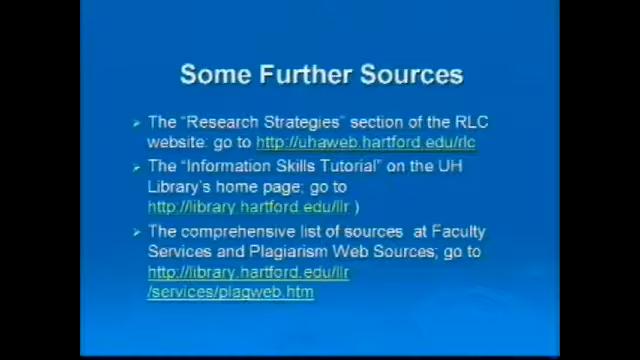 Some Further Sources
The "Research Strategies" section of the RLC
website: go to http://uhaweb.hartford.edu/rlc
The "Information Skills Tutorial" on the UH
Library's home page; go to
http://library.hartford.edu/llr )
The comprehensive list of sources at Faculty
Services and Plagiarism Web Sources; go to
http://library.hartford.edu/llr
/services/plagweb.htm